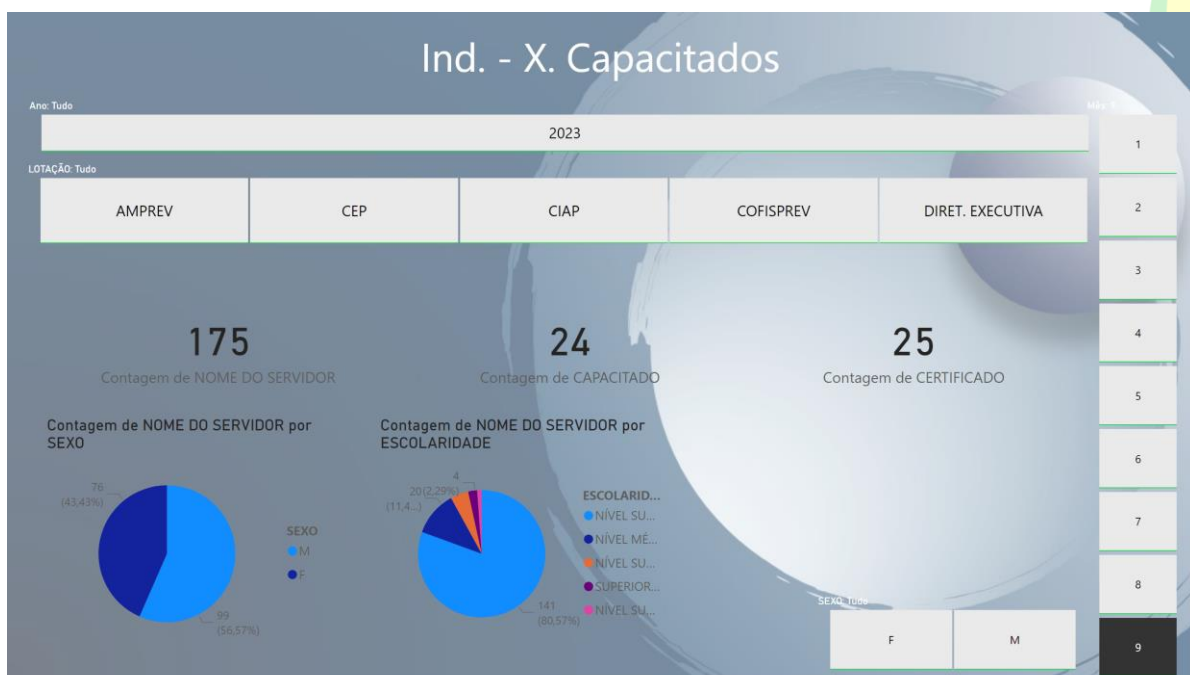 Ind. - X. Capacitados
Ano: Tudo
Mês: 9
2023
LOTAÇÃO: Tudo
AMPREV
CEP
CIAP
COFISPREV
DIRET. EXECUTIVA
1
2
3
4
5
6
7
8
9
175
Contagem de NOME DO SERVIDOR
24
Contagem de CAPACITADO
25
Contagem de CERTIFICADO
Contagem de NOME DO SERVIDOR por
SEXO
76
(43,43%)
99
(56,57%)
SEXO
M
F
Contagem de NOME DO SERVIDOR por
ESCOLARIDADE
4
(2,29%)
20
(11,4...)
141
(80,57%)
ESCOLARID...
NÍVEL SU...
NÍVEL MÉ...
NÍVEL SU...
SUPERIOR...
NÍVEL SU...
SEXO: Tudo
F
M